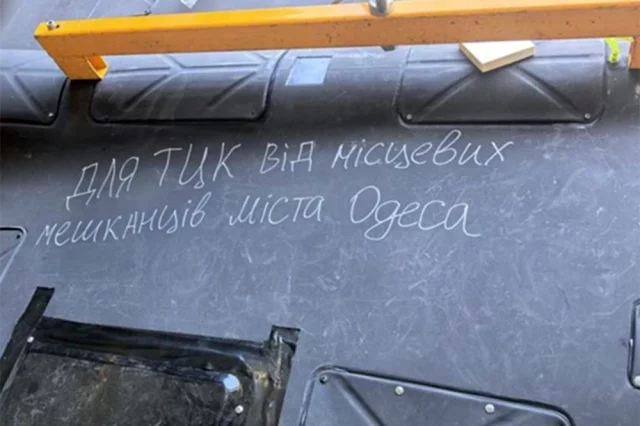 для ТЦК від місцевих
мешканців міста Одеса